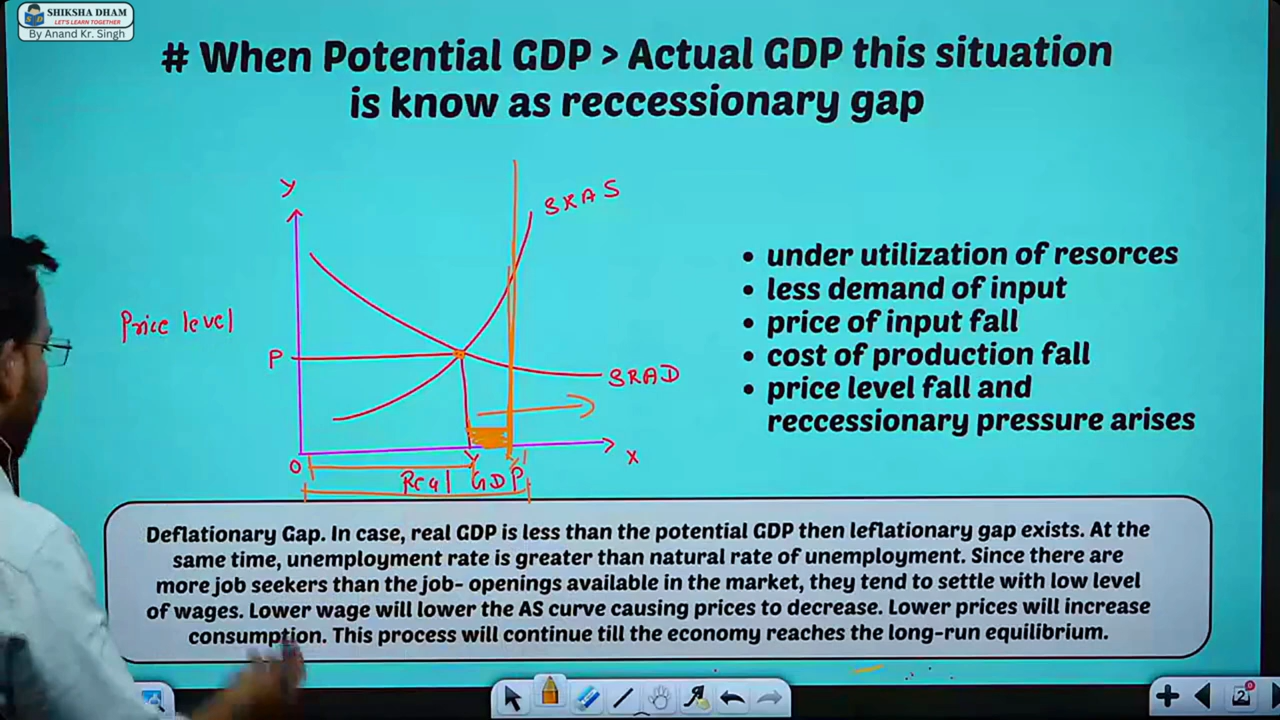 SHIKSHA DHAM
LET'S LEARN TOGETHER
By Anand Kr. Singh
# When Potential GDP > Actual GDP this situation
is know as reccessionary gap
y
SRAS
Price level
P
SRAD
O
Y
Y'
X
Real GDP
• under utilization of resorces
• less demand of input
• price of input fall
• cost of production fall
• price level fall and
reccessionary pressure arises
Deflationary Gap. In case, real GDP is less than the potential GDP then leflationary gap exists. At the
same time, unemployment rate is greater than natural rate of unemployment. Since there are
more job seekers than the job- openings available in the market, they tend to settle with low level
of wages. Lower wage will lower the AS curve causing prices to decrease. Lower prices will increase
consumption. This process will continue till the economy reaches the long-run equilibrium.
2